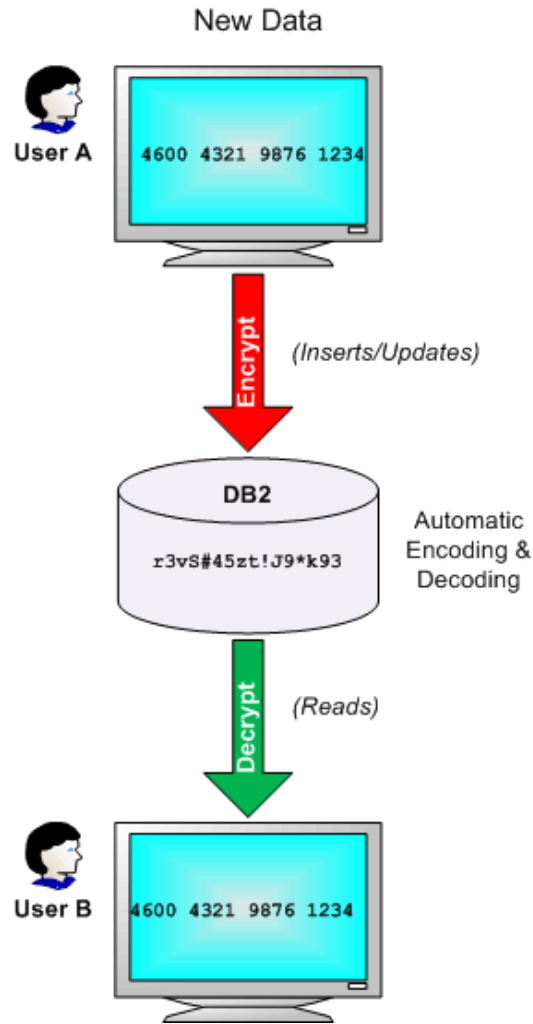 New Data
User A
4600 4321 9876 1234
Encrypt
(Inserts/Updates)
DB2
r3vS#45zt!J9*k93
Automatic
Encoding &
Decoding
Decrypt
(Reads)
User B
4600 4321 9876 1234